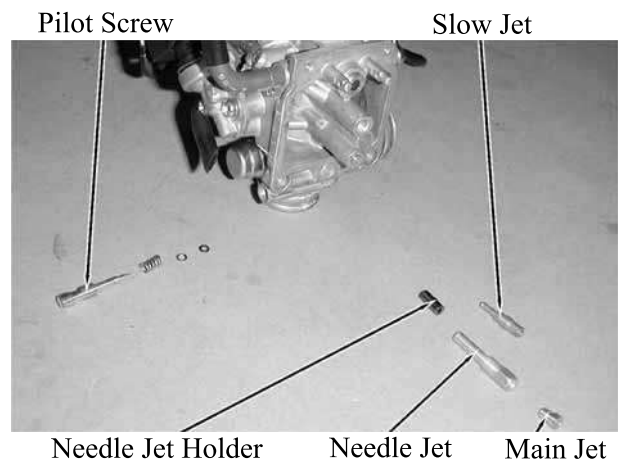 Pilot Screw
Slow Jet
Needle Jet Holder
Needle Jet
Main Jet